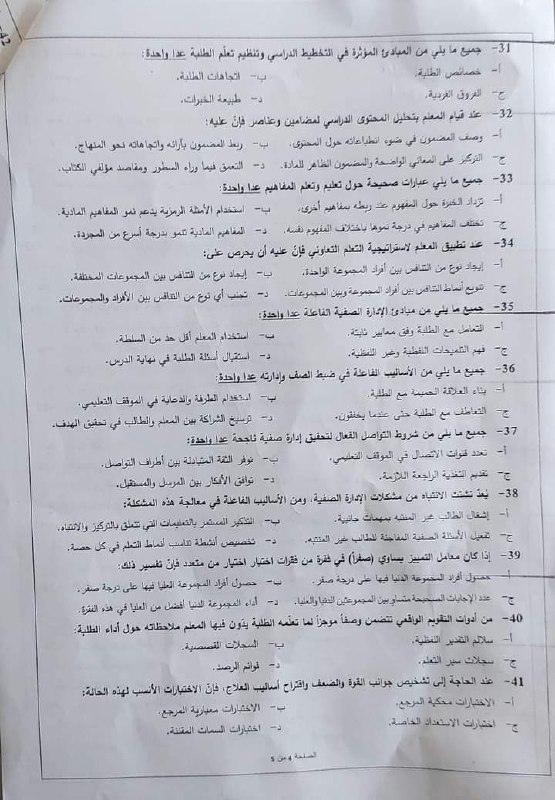 42-
31- جميع ما يلي من المبادئ المؤثرة في التخطيط الدراسي وتنظيم تعلّم الطلبة عدا واحدة:
أ- خصائص الطلبة. ب- اتجاهات الطلبة.
ج- الفروق الفردية. د- طبيعة الخبرات.
32- عند قيام المعلم بتحليل المحتوى الدراسي لمضامين وعناصر فإنّ عليه:
أ- وصف المضمون في ضوء انطباعاته حول المحتوى. ب- ربط المضمون بآرائه واتجاهاته نحو المنهاج.
ج- التركيز على المعاني الواضحة والمضمون الظاهر للمادة. د- التعمق فيما وراء السطور ومقاصد مؤلفي الكتاب.
33- جميع ما يلي عبارات صحيحة حول تعليم وتعلم المفاهيم عدا واحدة:
أ- تزداد الخبرة حول المفهوم عند ربطه بمفاهيم أخرى. ب- استخدام الأمثلة الرمزية يدعم نمو المفاهيم المادية.
ج- تختلف المفاهيم في درجة نموها باختلاف المفهوم نفسه. د- المفاهيم المادية تنمو بدرجة أسرع من المجردة.
34- عند تطبيق المعلم لاستراتيجية التعلم التعاوني فإنّ عليه أن يحرص على:
أ- إيجاد نوع من التنافس بين أفراد المجموعة الواحدة. ب- إيجاد نوع من التنافس بين المجموعات المختلفة.
ج- تنويع أنماط التنافس بين أفراد المجموعة وبين المجموعات. د- تجنب أي نوع من التنافس بين الأفراد والمجموعات.
35- جميع ما يلي من مبادئ الإدارة الصفية الفاعلة عدا واحدة:
أ- التعامل مع الطلبة وفق معايير ثابتة. ب- استخدام المعلم أقل حد من السلطة.
ج- فهم التلميحات اللفظية وغير اللفظية. د- استقبال أسئلة الطلبة في نهاية الدرس.
36- جميع ما يلي من الأساليب الفاعلة في ضبط الصف وإدارته عدا واحدة:
أ- بناء العلاقة الحميمة مع الطلبة. ب- استخدام الطرفة والدعابة في الموقف التعليمي.
ج- التعاطف مع الطلبة حتى عندما يخفقون. د- ترسيخ الشراكة بين المعلم والطالب في تحقيق الهدف.
37- جميع ما يلي من شروط التواصل الفعال لتحقيق إدارة صفية ناجحة عدا واحدة:
أ- تعدد قنوات الاتصال في الموقف التعليمي. ب- توفر الثقة المتبادلة بين أطراف التواصل.
ج- تقديم التغذية الراجعة اللازمة. د- توافق الأفكار بين المرسل والمستقبل.
38- يُعدّ تشتت الانتباه من مشكلات الإدارة الصفية، ومن الأساليب الفاعلة في معالجة هذه المشكلة:
أ- إشغال الطالب غير المنتبه بمهمات جانبية. ب- التذكير المستمر بالتعليمات التي تتعلق بالتركيز والانتباه.
ج- تفعيل الأسئلة الصفية المفاجئة للطالب غير المنتبه. د- تخصيص أنشطة تناسب أنماط التعلم في كل حصة.
39- إذا كان معامل التمييز يساوي (صفراً) في فقرة من فقرات اختبار اختيار من متعدد فإنّ تفسير ذلك:
أ- حصول أفراد المجموعة الدنيا فيها على درجة صفر. ب- حصول أفراد المجموعة العليا فيها على درجة صفر.
ج- عدد الإجابات الصحيحة متساو بين المجموعتين الدنيا والعليا. د- أداء المجموعة الدنيا أفضل من العليا في هذه الفقرة.
40- من أدوات التقويم الواقعي تتضمن وصفاً موجزاً لما تعلّمه الطلبة يدون فيها المعلم ملاحظاته حول أداء الطلبة:
أ- سلالم التقدير اللفظية. ب- السجلات القصصية.
ج- سجلات سير التعلم. د- قوائم الرصد.
41- عند الحاجة إلى تشخيص جوانب القوة والضعف واقتراح أساليب العلاج، فإنّ الاختبارات الأنسب لهذه الحالة:
أ- الاختبارات محكية المرجع. ب- الاختبارات معيارية المرجع.
ج- اختبارات الاستعداد الخاصة. د- اختبارات السمات المقننة.
الصفحة 4 من 5